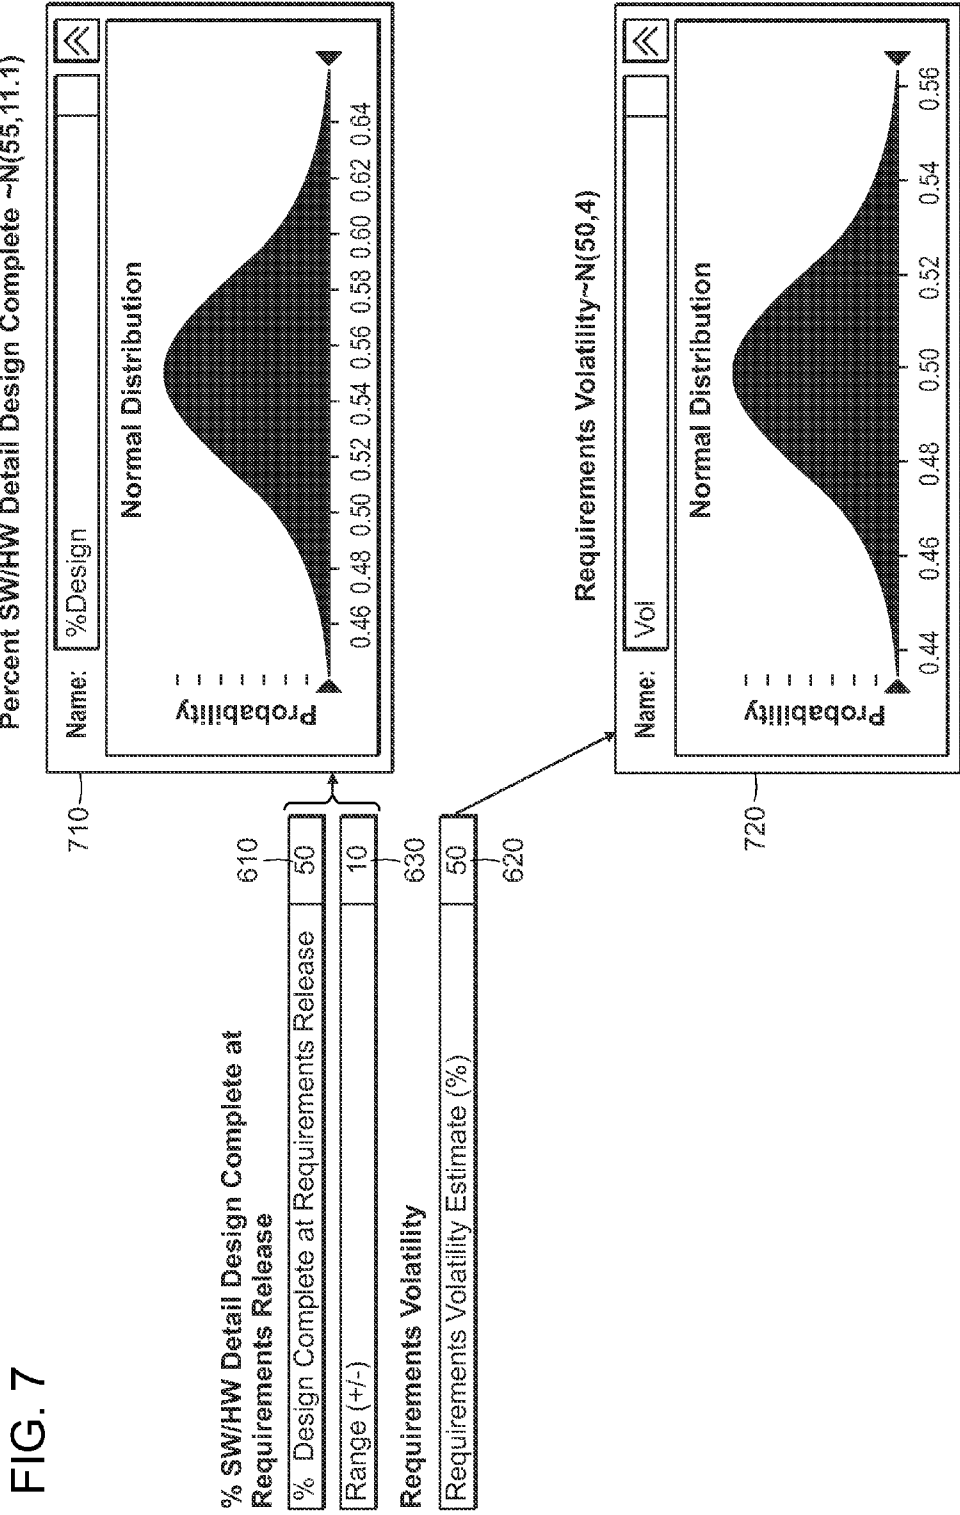 FIG. 7
% SW/HW Detail Design Complete at
Requirements Release
610
% Design Complete at Requirements Release 50
Range (+/-) 10
630
Requirements Volatility
Requirements Volatility Estimate (%) 50
620
Percent SW/HW Detail Design Complete ~N(55,11.1)
710
Name: %Design
Normal Distribution
Probability
0.46 0.48 0.50 0.52 0.54 0.56 0.58 0.60 0.62 0.64
Requirements Volatility~N(50,4)
720
Name: Vol
Normal Distribution
Probability
0.44 0.46 0.48 0.50 0.52 0.54 0.56